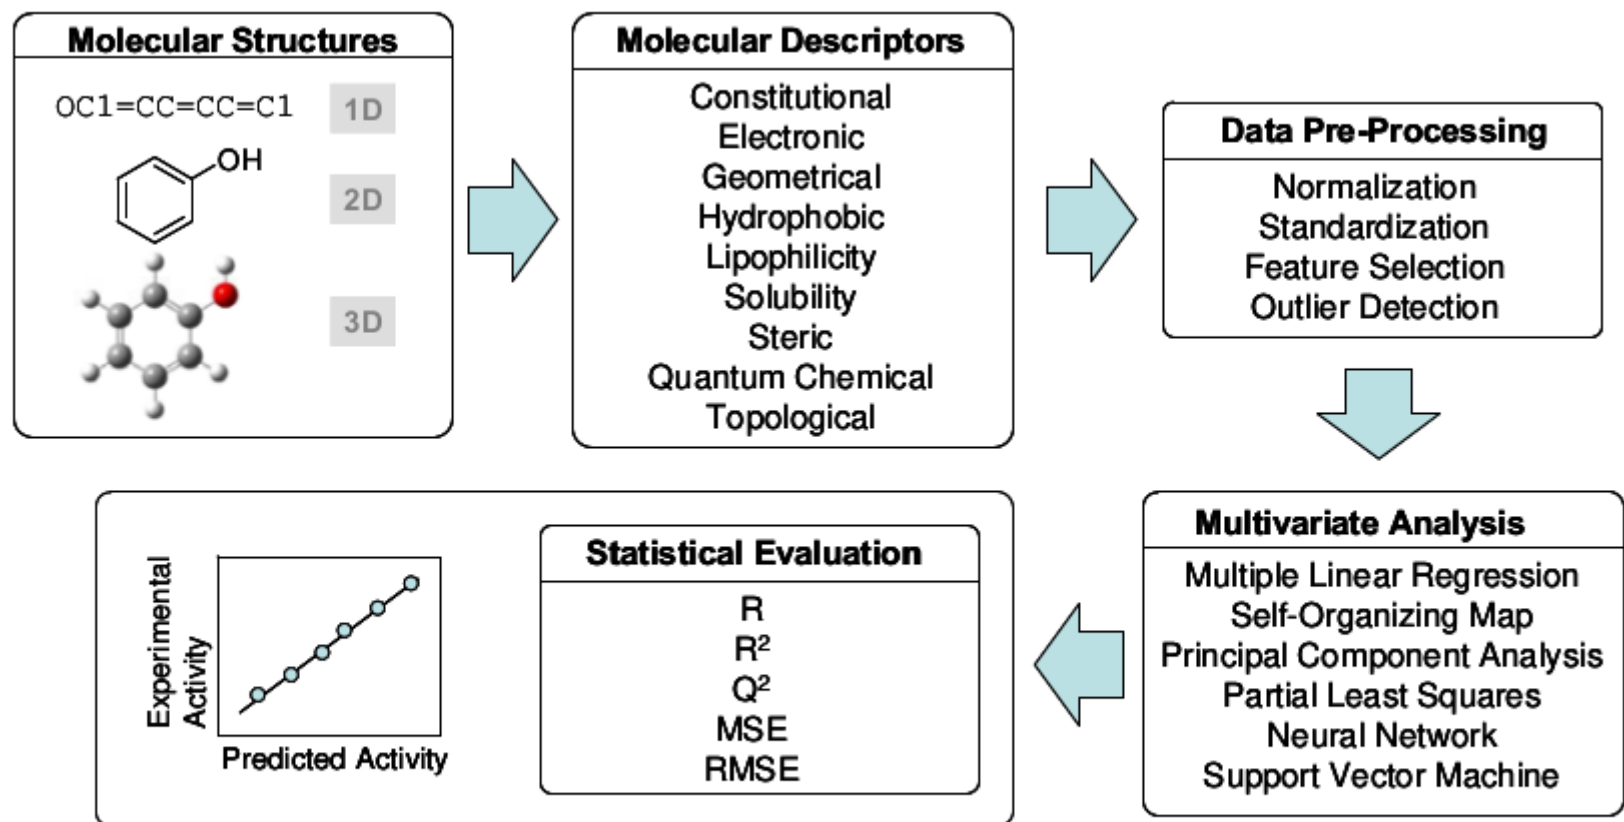 Molecular Structures
OC1=CC=CC=C1
1D
OH
2D
3D
Molecular Descriptors
Constitutional
Electronic
Geometrical
Hydrophobic
Lipophilicity
Solubility
Steric
Quantum Chemical
Topological
Data Pre-Processing
Normalization
Standardization
Feature Selection
Outlier Detection
Multivariate Analysis
Multiple Linear Regression
Self-Organizing Map
Principal Component Analysis
Partial Least Squares
Neural Network
Support Vector Machine
Experimental
Activity
Predicted Activity
Statistical Evaluation
R
R²
Q²
MSE
RMSE